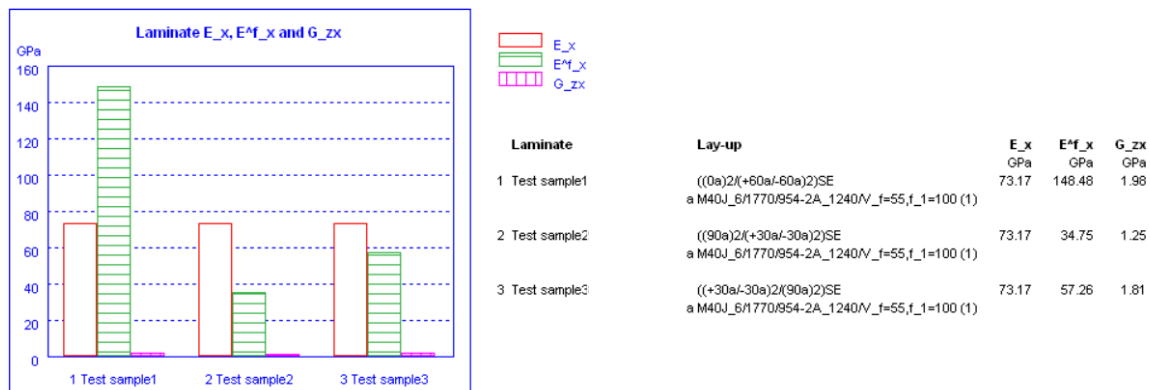 Laminate E_x, E^f_x and G_zx
GPa
160
140
120
100
80
60
40
20
0
1 Test sample1 2 Test sample2 3 Test sample3
E_x
E^f_x
G_zx
Laminate Lay-up E_x E^f_x G_zx
GPa GPa GPa
1 Test sample1 ((0a)2/(+60a/-60a)2)SE 73.17 148.48 1.98
a M40J_6/1770/954-2A_1240/V_f=55,f_1=100 (1)
2 Test sample2 ((90a)2/(+30a/-30a)2)SE 73.17 34.75 1.25
a M40J_6/1770/954-2A_1240/V_f=55,f_1=100 (1)
3 Test sample3 ((+30a/-30a)2/(90a)2)SE 73.17 57.26 1.81
a M40J_6/1770/954-2A_1240/V_f=55,f_1=100 (1)